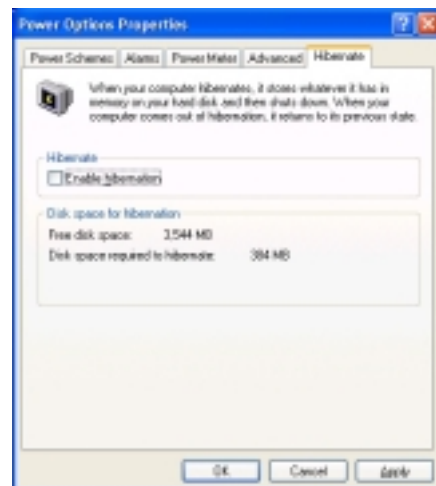 Power Options Properties
Power Schemes Alarms Power Meter Advanced Hibernate
When your computer hibernates, it stores whatever it has in
memory on your hard disk and then shuts down. When your
computer comes out of hibernation, it returns to its previous state.
Hibernate
Enable hibernation
Disk space for hibernation
Free disk space: 3,544 MB
Disk space required to hibernate: 384 MB
OK Cancel Apply